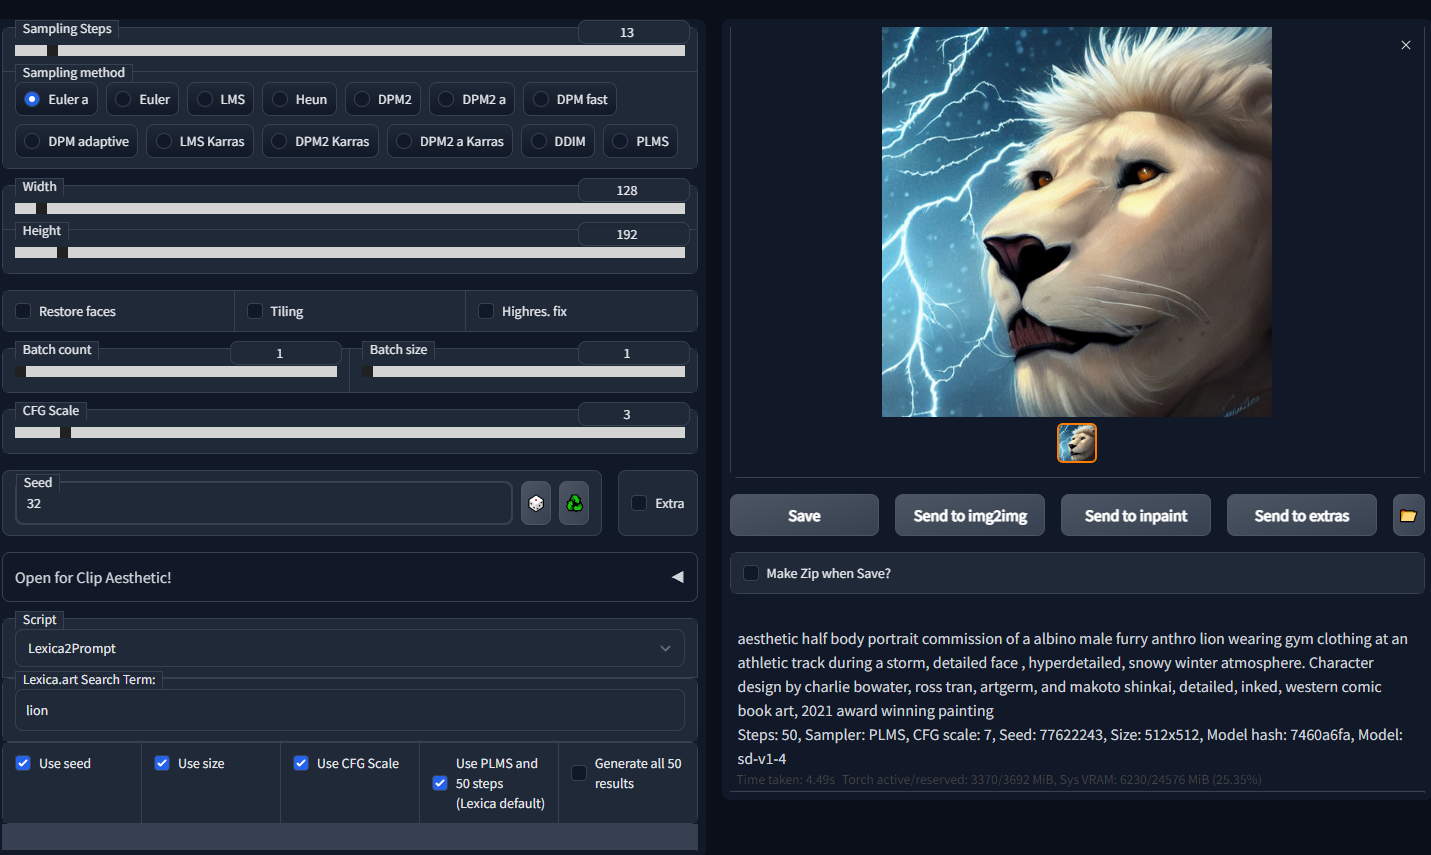 Sampling Steps
13
Sampling method
Euler a
Euler
LMS
Heun
DPM2
DPM2 a
DPM fast
DPM adaptive
LMS Karras
DPM2 Karras
DPM2 a Karras
DDIM
PLMS
Width
128
Height
192
Restore faces
Tiling
Highres. fix
Batch count
1
Batch size
1
CFG Scale
3
Seed
32
Extra
Open for Clip Aesthetic!
Script
Lexica2Prompt
Lexica.art Search Term:
lion
Use seed
Use size
Use CFG Scale
Use PLMS and
50 steps
(Lexica default)
Generate all 50
results
Save
Send to img2img
Send to inpaint
Send to extras
Make Zip when Save?
aesthetic half body portrait commission of a albino male furry anthro lion wearing gym clothing at an
athletic track during a storm, detailed face , hyperdetailed, snowy winter atmosphere. Character
design by charlie bowater, ross tran, artgerm, and makoto shinkai, detailed, inked, western comic
book art, 2021 award winning painting
Steps: 50, Sampler: PLMS, CFG scale: 7, Seed: 77622243, Size: 512x512, Model hash: 7460a6fa, Model:
sd-v1-4
Time taken: 4.49s Torch active/reserved: 3370/3692 MiB, Sys VRAM: 6230/24576 MiB (25.35%)